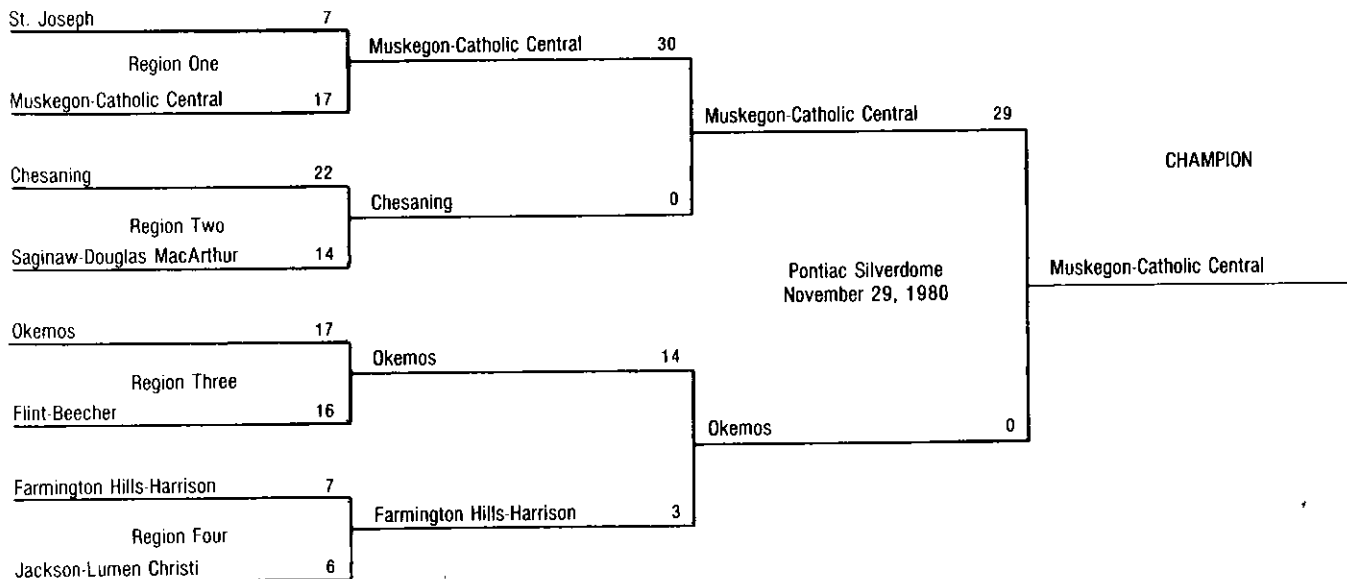 St. Joseph 7
Region One
Muskegon-Catholic Central 17
Chesaning 22
Region Two
Saginaw-Douglas MacArthur 14
Okemos 17
Region Three
Flint-Beecher 16
Farmington Hills-Harrison 7
Region Four
Jackson-Lumen Christi 6
Muskegon-Catholic Central 30
Chesaning 0
Okemos 14
Farmington Hills-Harrison 3
Muskegon-Catholic Central 29
Pontiac Silverdome
November 29, 1980
Okemos 0
CHAMPION
Muskegon-Catholic Central